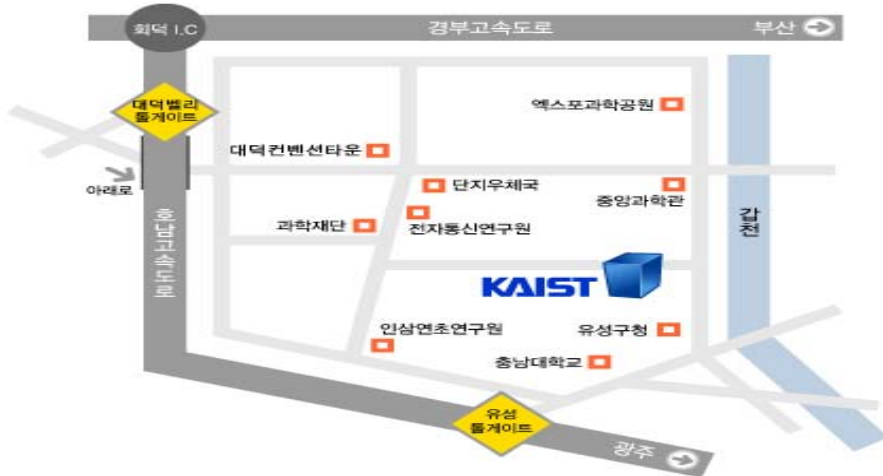 회덕 I.C
경부고속도로
부산
대덕벨리
톨게이트
엑스포과학공원
대덕컨벤션타운
아래로
단지우체국
중앙과학관
과학재단
전자통신연구원
갑천
호남고속도로
KAIST
인삼연초연구원
유성구청
충남대학교
유성
톨게이트
광주